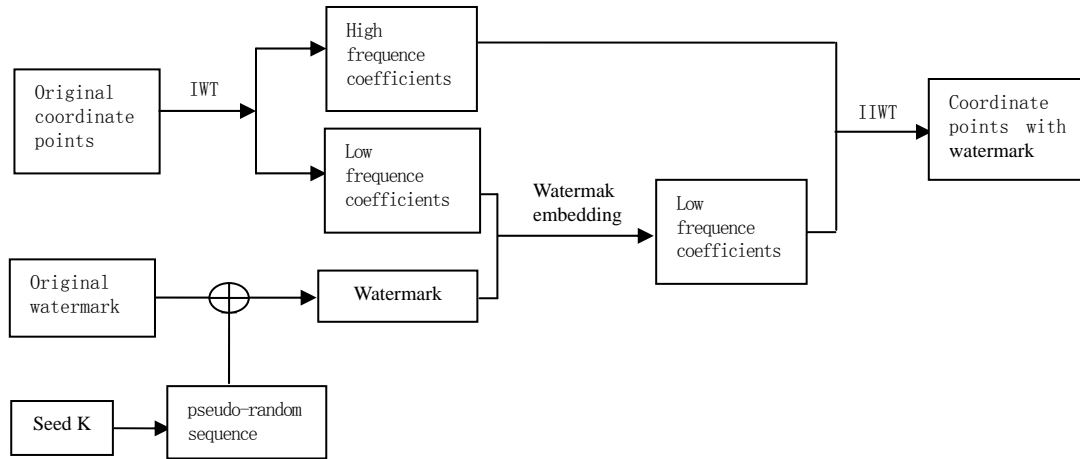 High
frequence
coefficients
Original
coordinate
points
IWT
Low
frequence
coefficients
Watermak
embedding
Low
frequence
coefficients
IIWT
Coordinate
points with
watermark
Original
watermark
Watermark
Seed K
pseudo-random
sequence